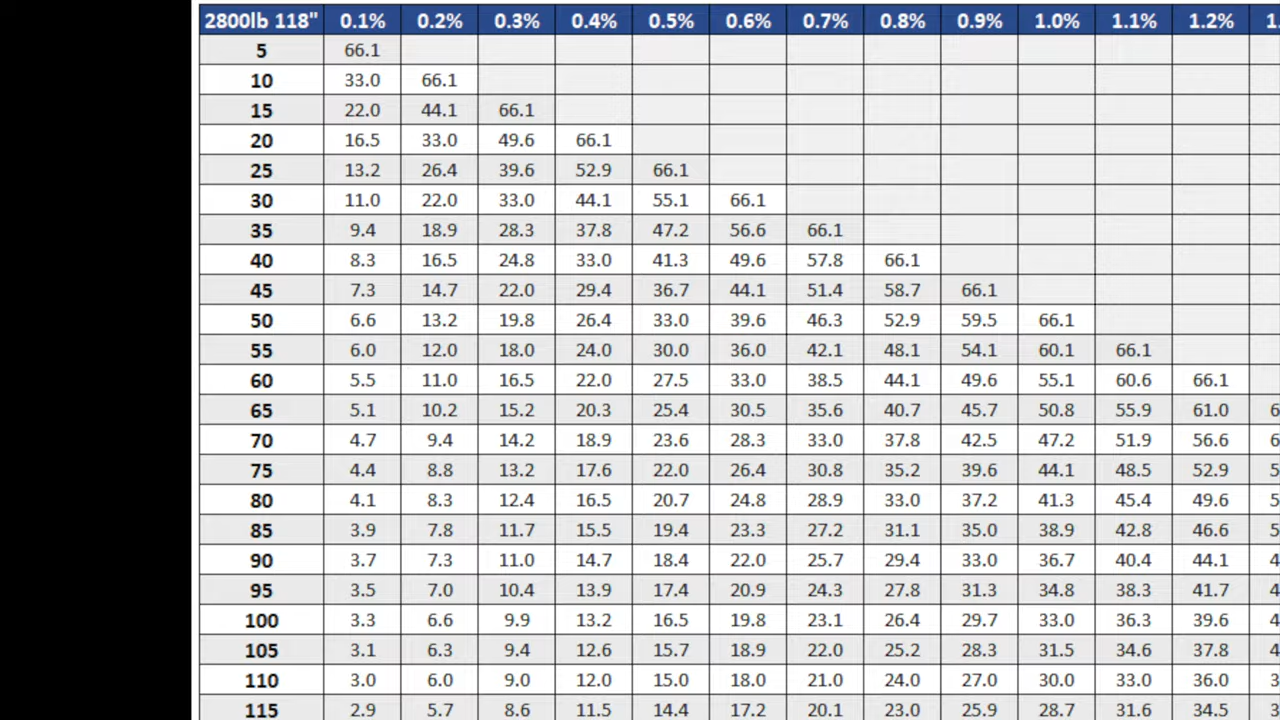 2800lb 118" 0.1% 0.2% 0.3% 0.4% 0.5% 0.6% 0.7% 0.8% 0.9% 1.0% 1.1% 1.2% 1.
5 66.1
10 33.0 66.1
15 22.0 44.1 66.1
20 16.5 33.0 49.6 66.1
25 13.2 26.4 39.6 52.9 66.1
30 11.0 22.0 33.0 44.1 55.1 66.1
35 9.4 18.9 28.3 37.8 47.2 56.6 66.1
40 8.3 16.5 24.8 33.0 41.3 49.6 57.8 66.1
45 7.3 14.7 22.0 29.4 36.7 44.1 51.4 58.7 66.1
50 6.6 13.2 19.8 26.4 33.0 39.6 46.3 52.9 59.5 66.1
55 6.0 12.0 18.0 24.0 30.0 36.0 42.1 48.1 54.1 60.1 66.1
60 5.5 11.0 16.5 22.0 27.5 33.0 38.5 44.1 49.6 55.1 60.6 66.1
65 5.1 10.2 15.2 20.3 25.4 30.5 35.6 40.7 45.7 50.8 55.9 61.0 6
70 4.7 9.4 14.2 18.9 23.6 28.3 33.0 37.8 42.5 47.2 51.9 56.6 6
75 4.4 8.8 13.2 17.6 22.0 26.4 30.8 35.2 39.6 44.1 48.5 52.9 5
80 4.1 8.3 12.4 16.5 20.7 24.8 28.9 33.0 37.2 41.3 45.4 49.6 5
85 3.9 7.8 11.7 15.5 19.4 23.3 27.2 31.1 35.0 38.9 42.8 46.6 5
90 3.7 7.3 11.0 14.7 18.4 22.0 25.7 29.4 33.0 36.7 40.4 44.1 4
95 3.5 7.0 10.4 13.9 17.4 20.9 24.3 27.8 31.3 34.8 38.3 41.7 4
100 3.3 6.6 9.9 13.2 16.5 19.8 23.1 26.4 29.7 33.0 36.3 39.6 4
105 3.1 6.3 9.4 12.6 15.7 18.9 22.0 25.2 28.3 31.5 34.6 37.8 4
110 3.0 6.0 9.0 12.0 15.0 18.0 21.0 24.0 27.0 30.0 33.0 36.0 3
115 2.9 5.7 8.6 11.5 14.4 17.2 20.1 23.0 25.9 28.7 31.6 34.5 3